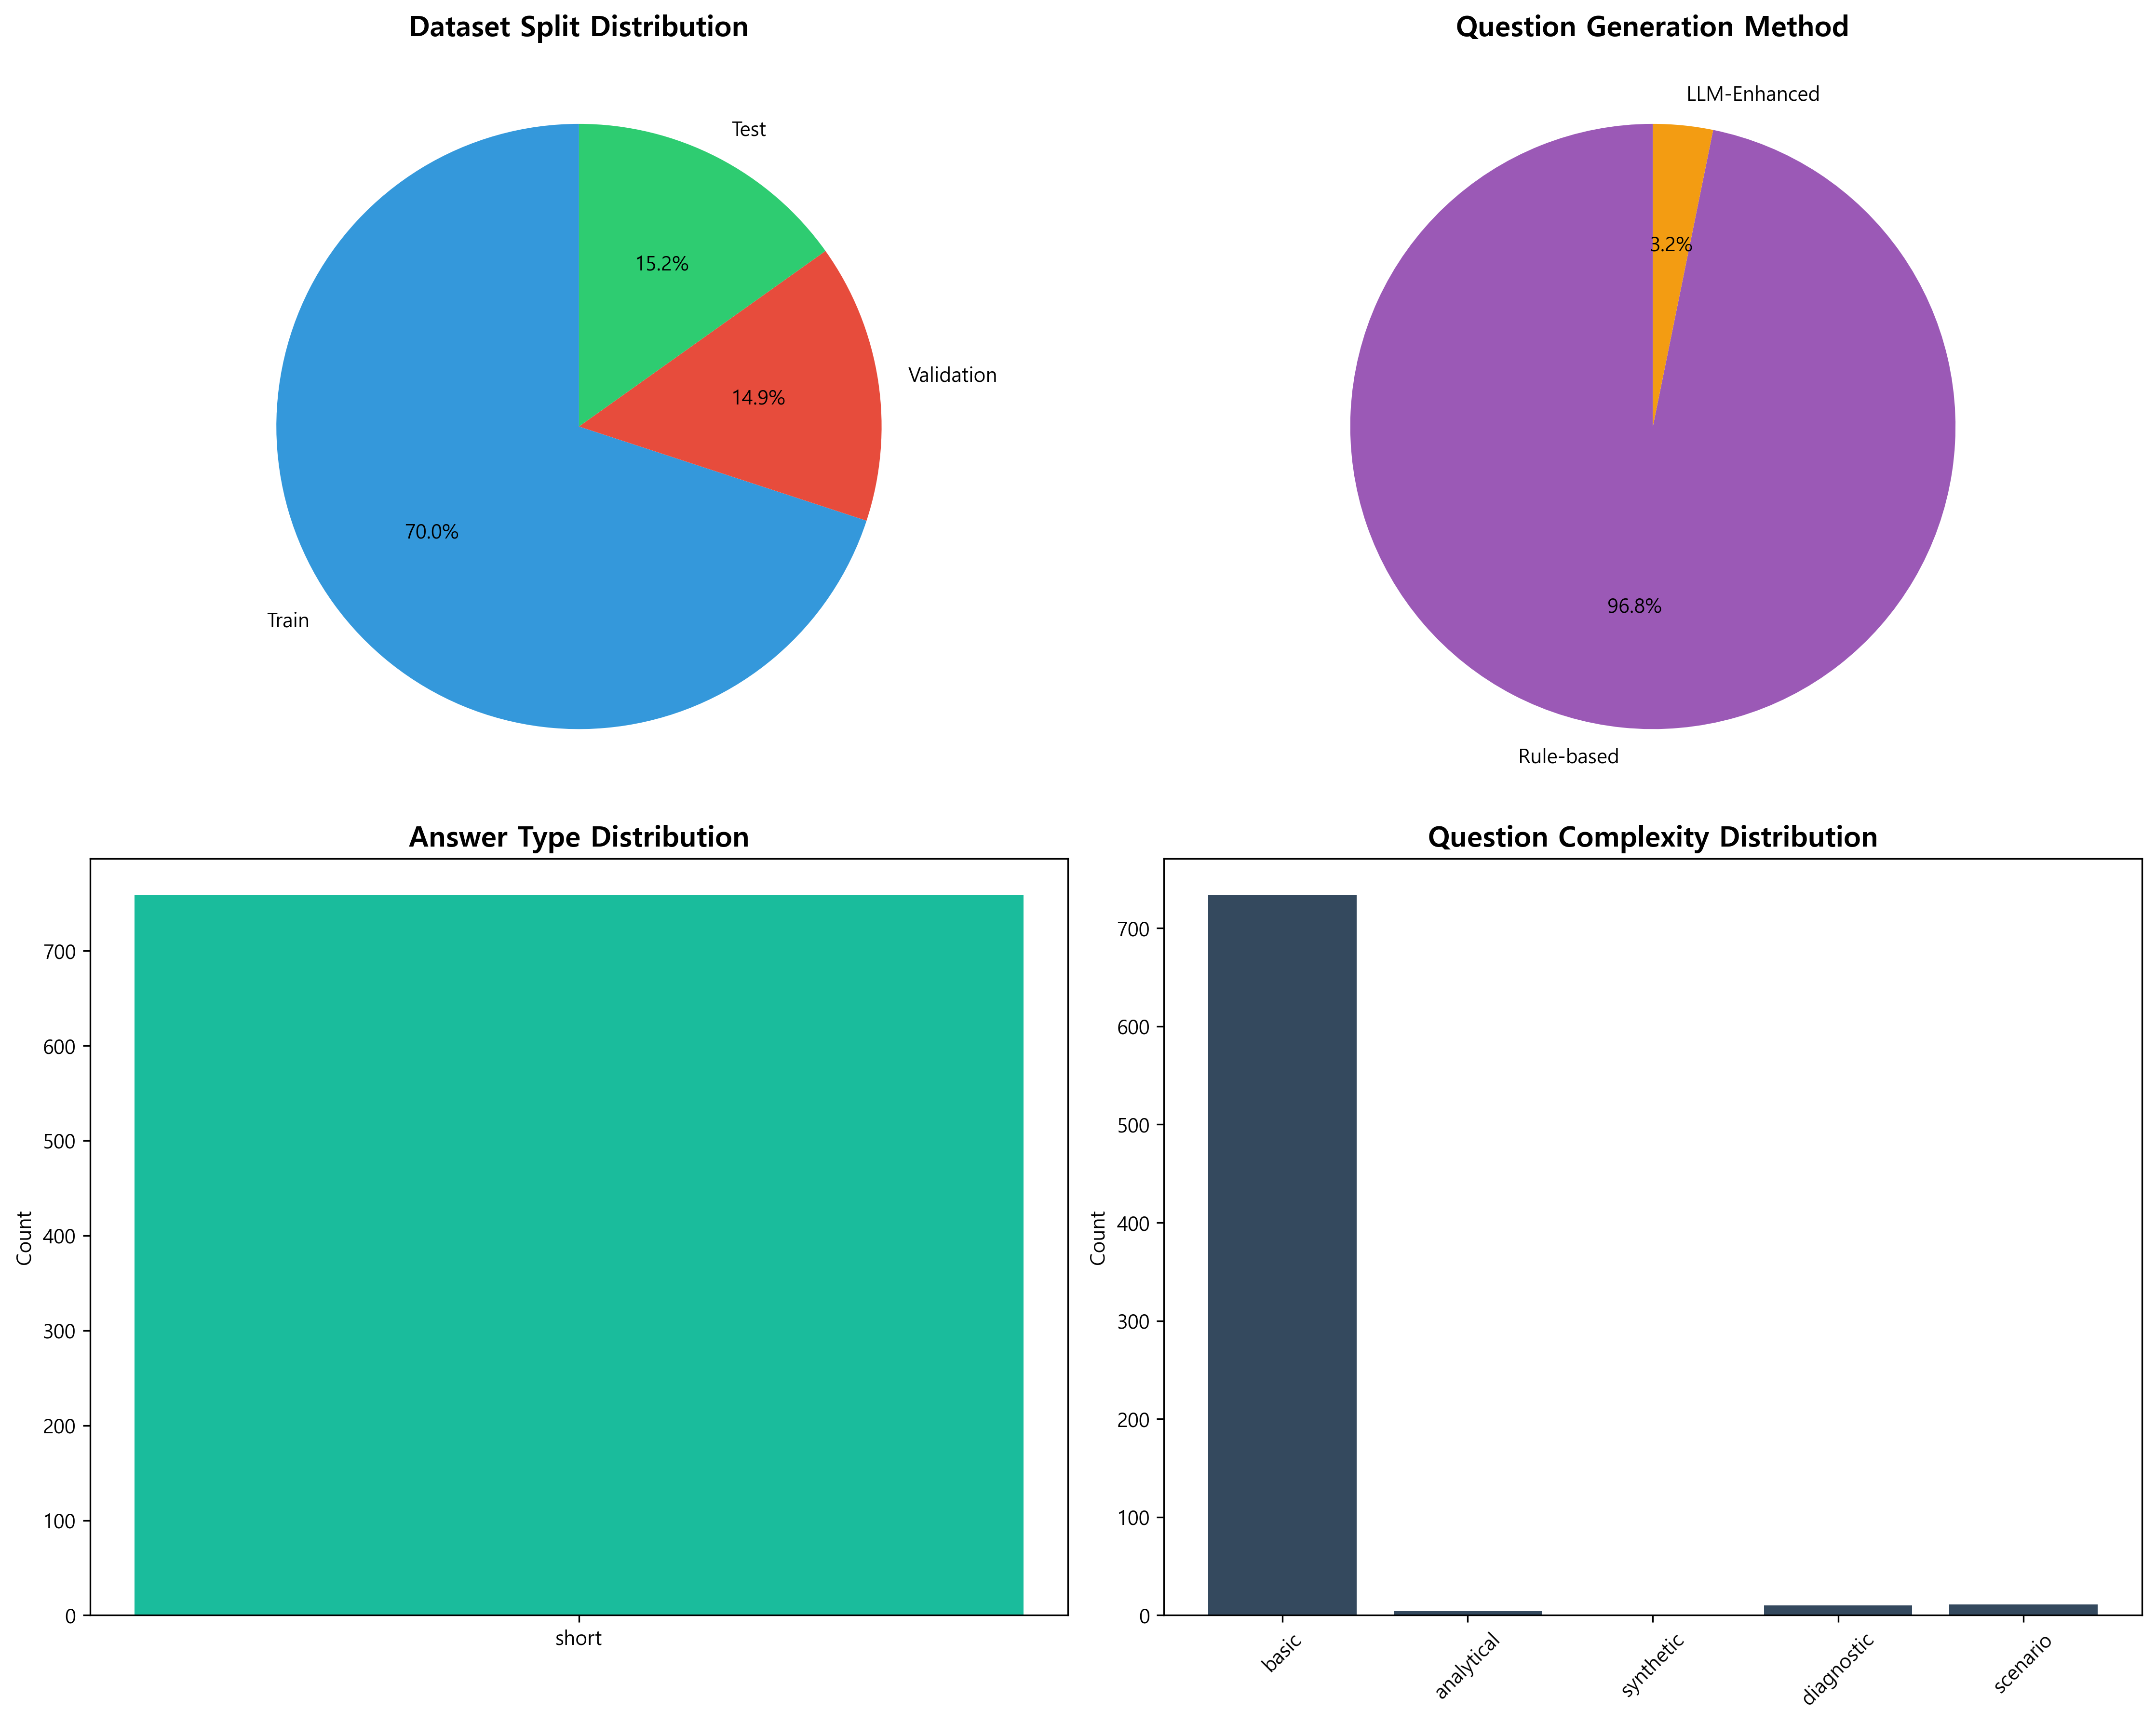 Dataset Split Distribution
Test
15.2%
Validation
14.9%
70.0%
Train
Question Generation Method
LLM-Enhanced
3.2%
96.8%
Rule-based
Answer Type Distribution
Count
700
600
500
400
300
200
100
0
short
Question Complexity Distribution
Count
700
600
500
400
300
200
100
0
basic
analytical
synthetic
diagnostic
scenario